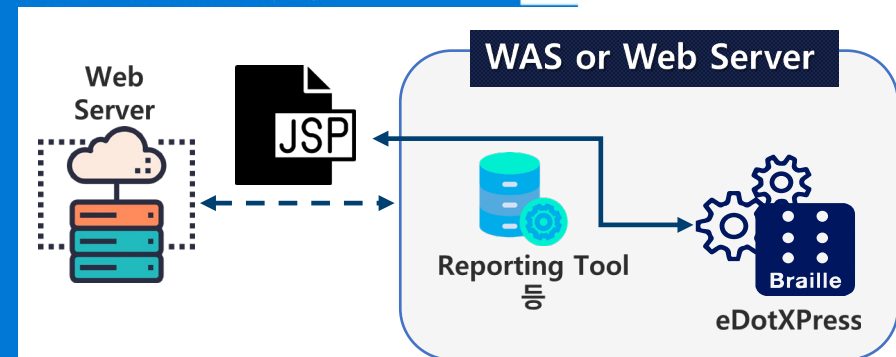 WAS or Web Server
Web
Server
JSP
Reporting Tool
등
Braille
eDotXPress